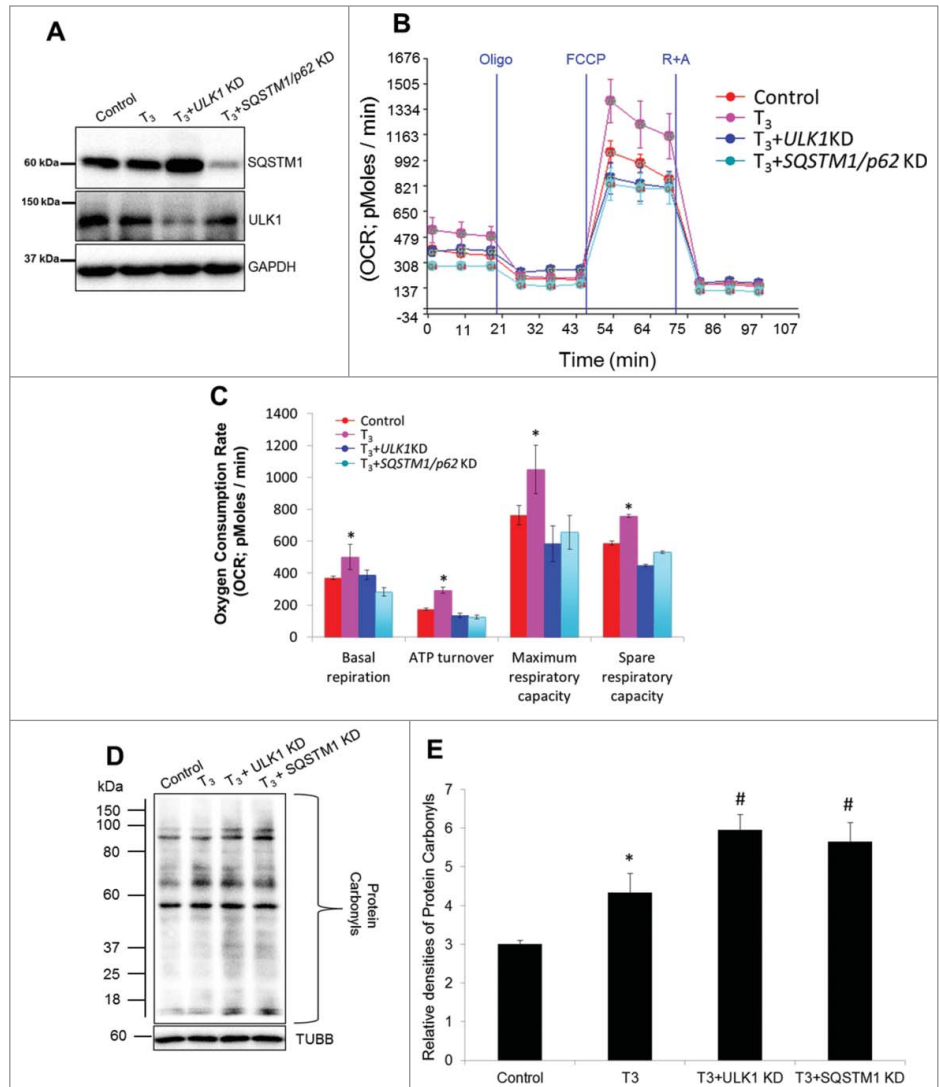 A
Control
T3
T3+ULK1 KD
T3+SQSTM1/p62 KD
60 kDa
SQSTM1
150 kDa
ULK1
37 kDa
GAPDH
B
Oligo
FCCP
R+A
(OCR; pMoles / min)
1676
1505
1334
1163
992
821
650
479
308
137
-34
0 11 21 32 43 54 64 75 86 97 107
Time (min)
Control
T3
T3+ULK1KD
T3+SQSTM1/p62 KD
C
Oxygen Consumption Rate
(OCR; pMoles / min)
1400
1200
1000
800
600
400
200
0
Control
T3
T3+ULK1KD
T3+SQSTM1/p62 KD
*
*
*
*
Basal
repiration
ATP turnover
Maximum
respiratory
capacity
Spare
respiratory
capacity
D
kDa
Control
T3
T3+ ULK1 KD
T3+ SQSTM1 KD
150
100
80
60
37
25
18
Protein
Carbonyls
60
TUBB
E
Relative densities of Protein Carbonyls
7
6
5
4
3
2
1
0
*
#
#
Control T3 T3+ULK1 KD T3+SQSTM1 KD